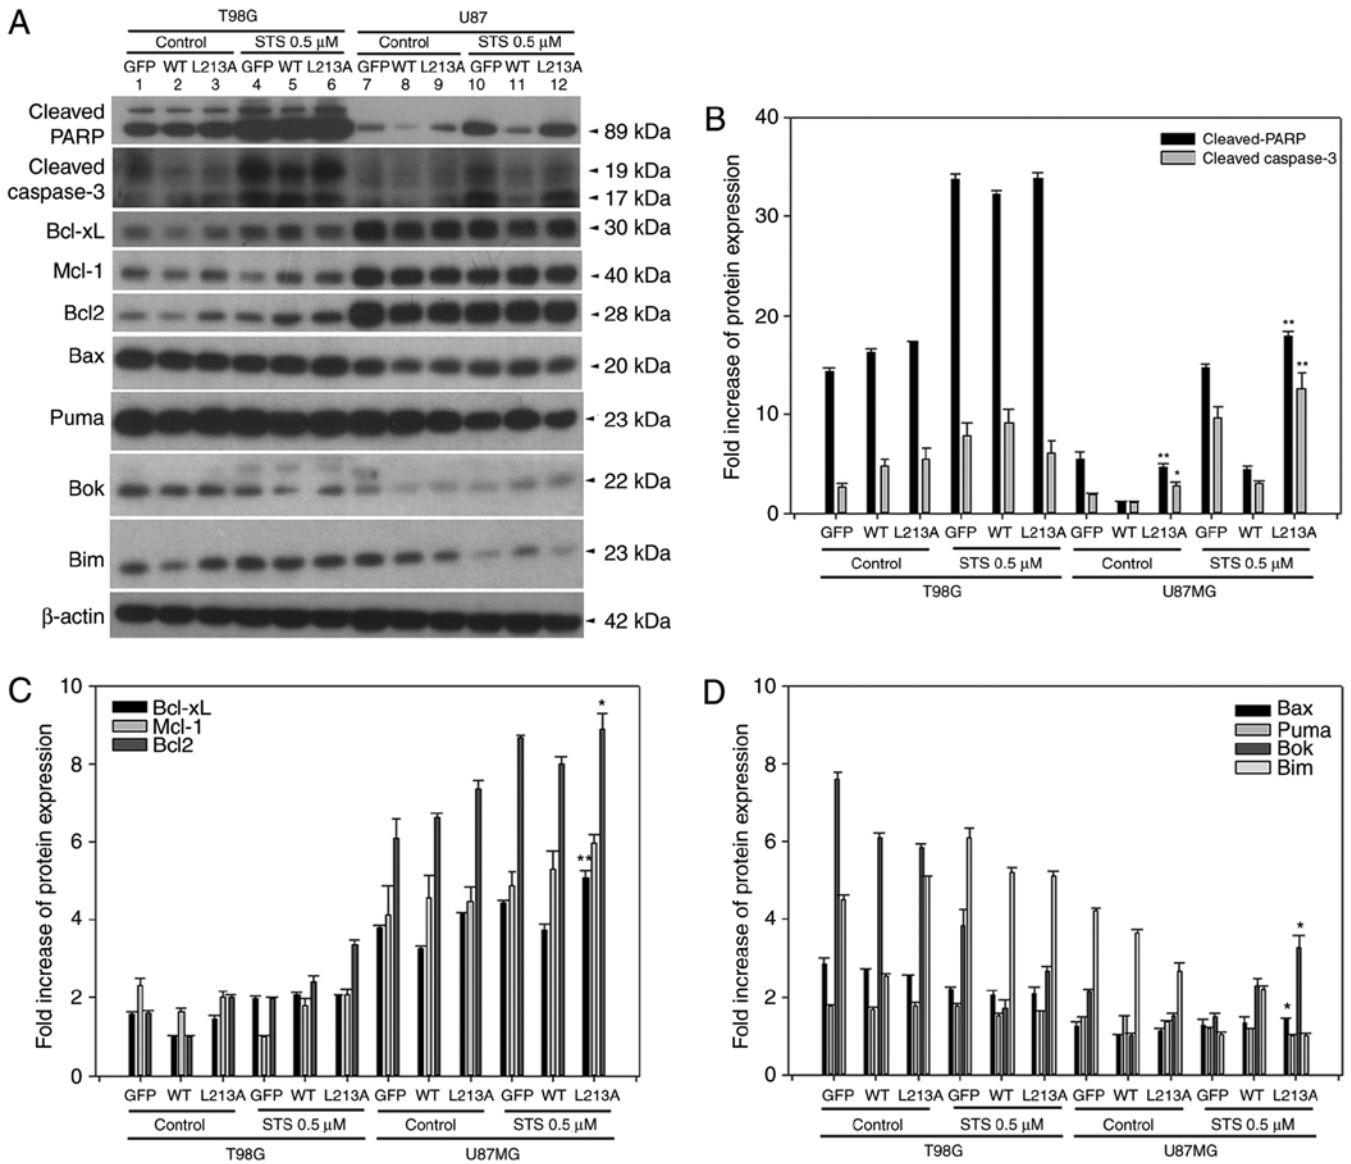 A
T98G U87
Control STS 0.5 μM Control STS 0.5 μM
GFP WT L213A GFP WT L213A GFP WT L213A GFP WT L213A
1 2 3 4 5 6 7 8 9 10 11 12
Cleaved
PARP
89 kDa
Cleaved
caspase-3
19 kDa
17 kDa
Bcl-xL 30 kDa
Mcl-1 40 kDa
Bcl2 28 kDa
Bax 20 kDa
Puma 23 kDa
Bok 22 kDa
Bim 23 kDa
β-actin 42 kDa
B
Fold increase of protein expression
40
30
20
10
0
Cleaved-PARP
Cleaved caspase-3
** * ** **
GFP WT L213A GFP WT L213A GFP WT L213A GFP WT L213A
Control STS 0.5 μM Control STS 0.5 μM
T98G U87MG
C
Fold increase of protein expression
10
8
6
4
2
0
Bcl-xL
Mcl-1
Bcl2
** *
GFP WT L213A GFP WT L213A GFP WT L213A GFP WT L213A
Control STS 0.5 μM Control STS 0.5 μM
T98G U87MG
D
Fold increase of protein expression
10
8
6
4
2
0
Bax
Puma
Bok
Bim
* *
GFP WT L213A GFP WT L213A GFP WT L213A GFP WT L213A
Control STS 0.5 μM Control STS 0.5 μM
T98G U87MG